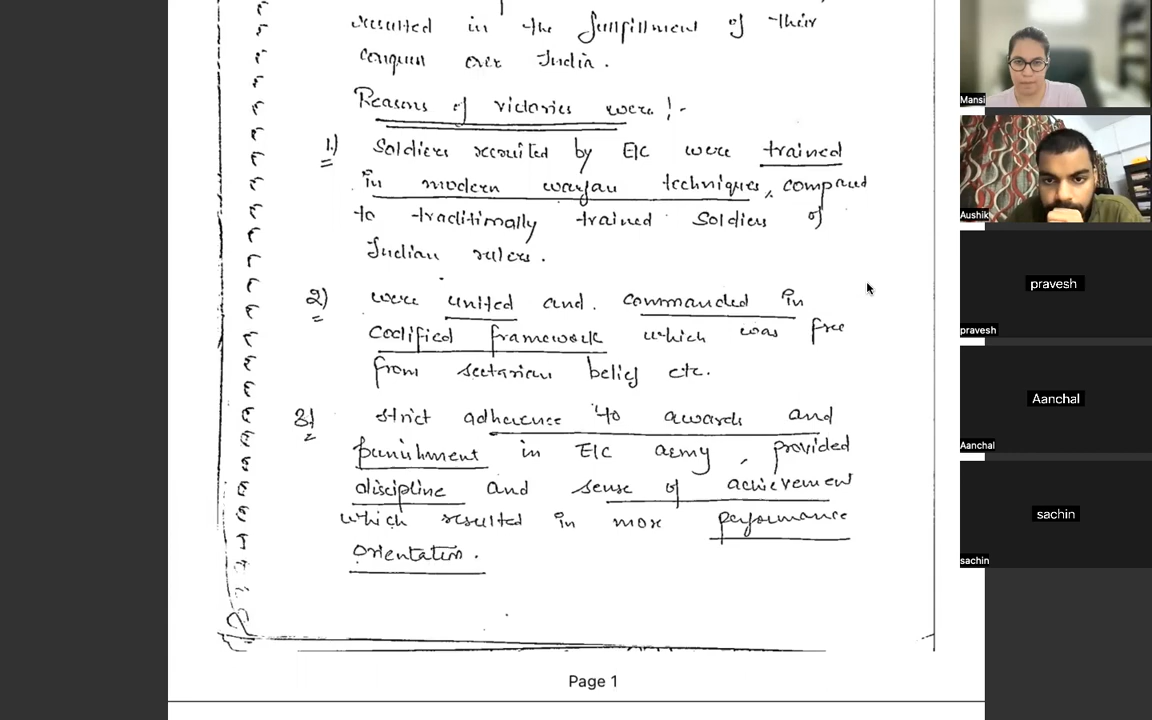 resulted in the fulfillment of their
conquest over India.
Reasons of victories were :-
1.) Soldiers recruited by EIC were trained
in modern warfare techniques, compared
to traditionally trained soldiers of
Indian rulers.
2) were united and commanded in
codified framework which was free
from sectarian belief etc.
3) strict adherence to awards and
punishment in EIC army, provided
discipline and sense of achievement
which resulted in more performance
orientation.
Page 1
Mansi
Aushik
pravesh
pravesh
Aanchal
Aanchal
sachin
sachin